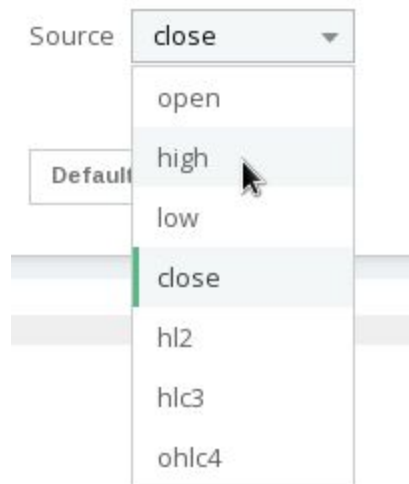 Source close
open
high
Default
low
close
hl2
hlc3
ohlc4